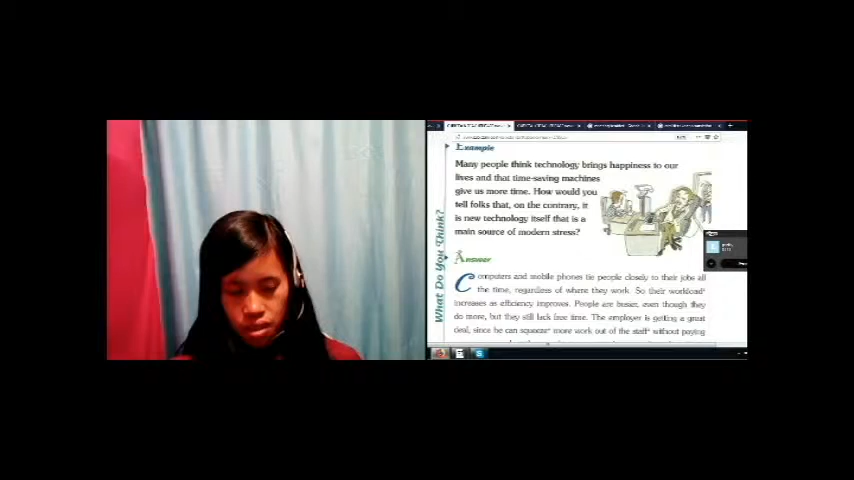 Example
Many people think technology brings happiness to our
lives and that time-saving machines
give us more time. How would you
tell folks that, on the contrary, it
is new technology itself that is a
main source of modern stress?
What Do You Think?
Answer
Computers and mobile phones tie people closely to their jobs all
the time, regardless of where they work. So their workload
increases as efficiency improves. People are busier, even though they
do more, but they still lack free time. The employer is getting a great
deal, since he can squeeze more work out of the staff without paying